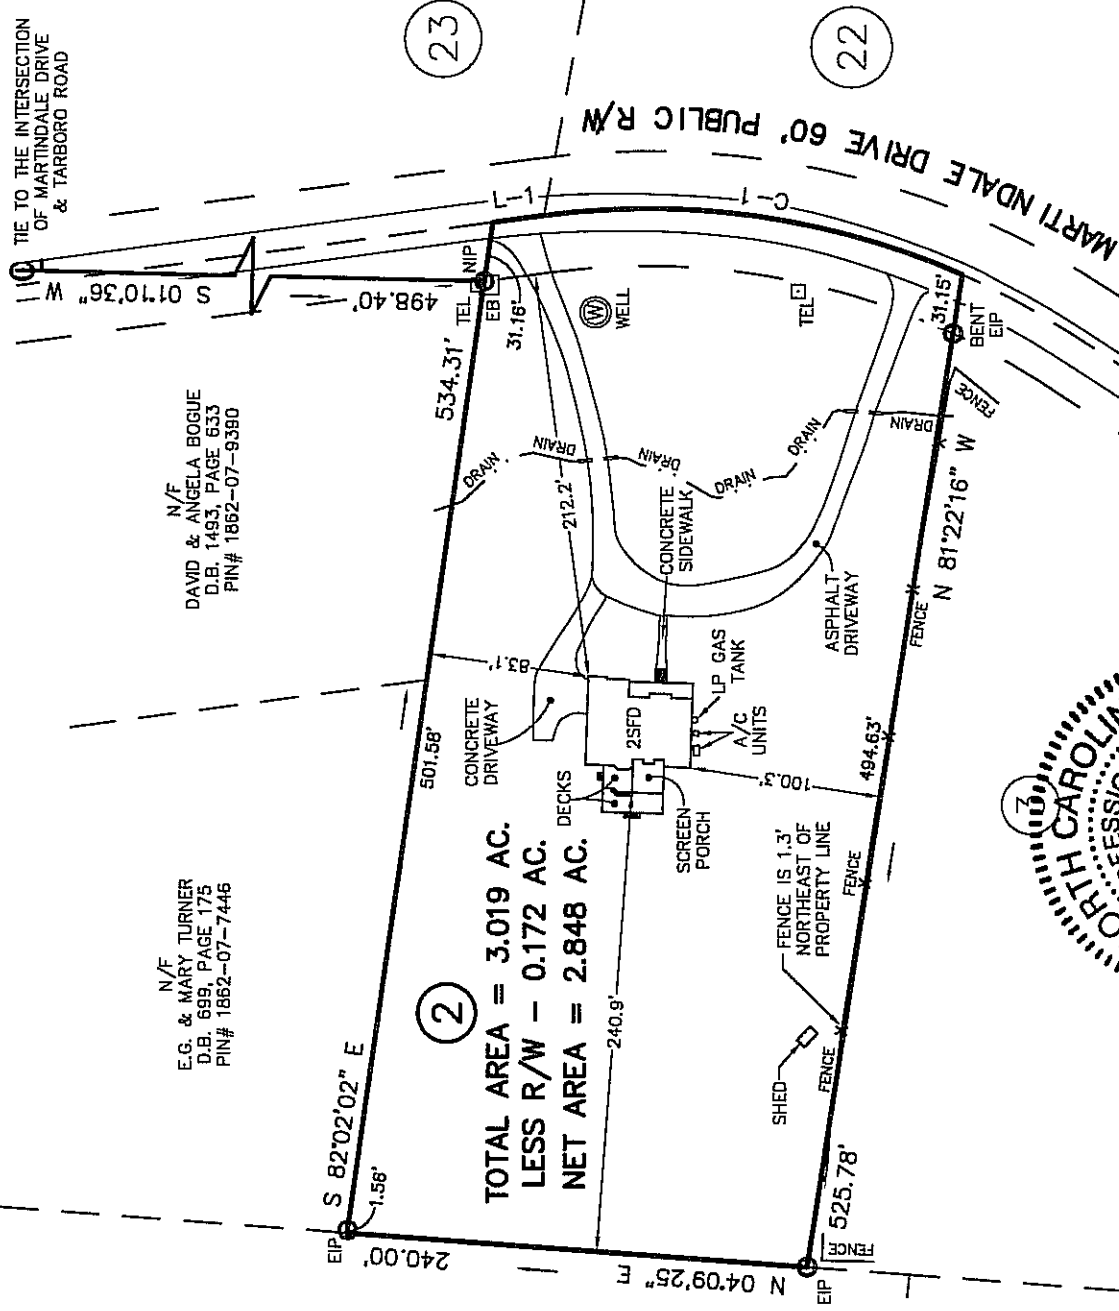 TIE TO THE INTERSECTION
OF MARTINDALE DRIVE
& TARBORO ROAD
23
22
MARTINDALE DRIVE 60' PUBLIC R/W
L-1
C-1
S 01°10'36" W
498.40'
TEL
EB
NIP
31.16'
WELL
W
TEL
31.15'
BENT
EIP
FENCE
N/F
DAVID & ANGELA BOGUE
D.B. 1493, PAGE 633
PIN# 1862-07-9390
534.31'
DRAIN
DRAIN
DRAIN
DRAIN
DRAIN
DRAIN
212.2'
CONCRETE
SIDEWALK
ASPHALT
DRIVEWAY
N 81°22'16" W
FENCE
83.1'
501.58'
CONCRETE
DRIVEWAY
2SFD
LP GAS
TANK
A/C
UNITS
DECKS
SCREEN
PORCH
100.3'
494.63'
N/F
E.G. & MARY TURNER
D.B. 699, PAGE 175
PIN# 1862-07-7446
2
TOTAL AREA = 3.019 AC.
LESS R/W - 0.172 AC.
NET AREA = 2.848 AC.
240.9'
FENCE IS 1.3'
NORTHEAST OF
PROPERTY LINE
FENCE
SHED
FENCE
3
S 82°02'02" E
1.56'
EIP
240.00'
N 04°09'25" E
EIP
525.78'
FENCE
ORTH CAROLIN